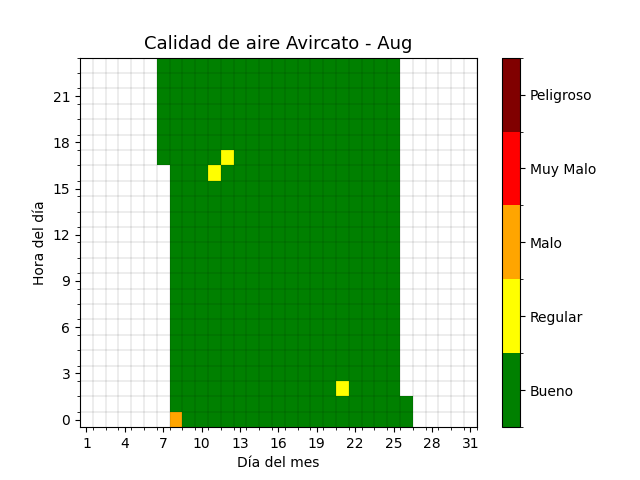 Calidad de aire Avircato - Aug
Hora del día
21
18
15
12
9
6
3
0
1 4 7 10 13 16 19 22 25 28 31
Día del mes
Peligroso
Muy Malo
Malo
Regular
Bueno